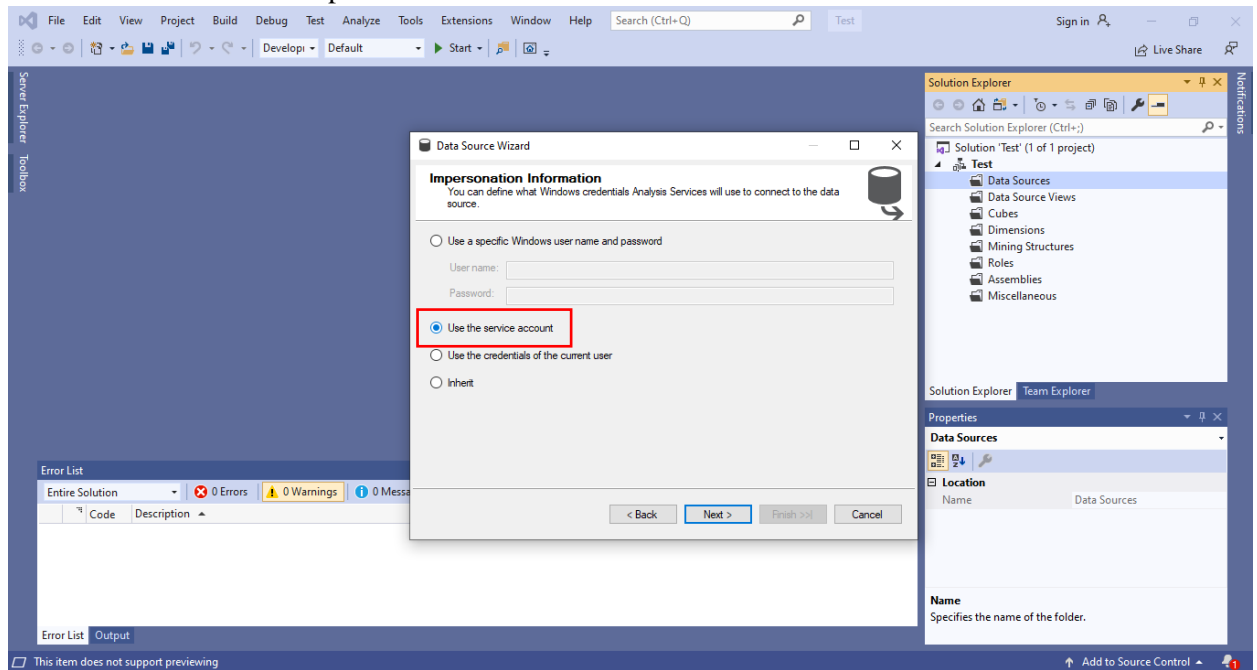 File Edit View Project Build Debug Test Analyze Tools Extensions Window Help Search (Ctrl+Q) Test Sign in
Develop Default Start Live Share
Server Explorer
Toolbox
Notifications
Data Source Wizard
Impersonation Information
You can define what Windows credentials Analysis Services will use to connect to the data
source.
Use a specific Windows user name and password
User name:
Password:
Use the service account
Use the credentials of the current user
Inherit
< Back Next > Finish >>| Cancel
Solution Explorer
Search Solution Explorer (Ctrl+;)
Solution 'Test' (1 of 1 project)
Test
Data Sources
Data Source Views
Cubes
Dimensions
Mining Structures
Roles
Assemblies
Miscellaneous
Solution Explorer Team Explorer
Properties
Data Sources
Location
Name Data Sources
Name
Specifies the name of the folder.
Error List
Entire Solution 0 Errors 0 Warnings 0 Messa
Code Description
Error List Output
This item does not support previewing Add to Source Control 1